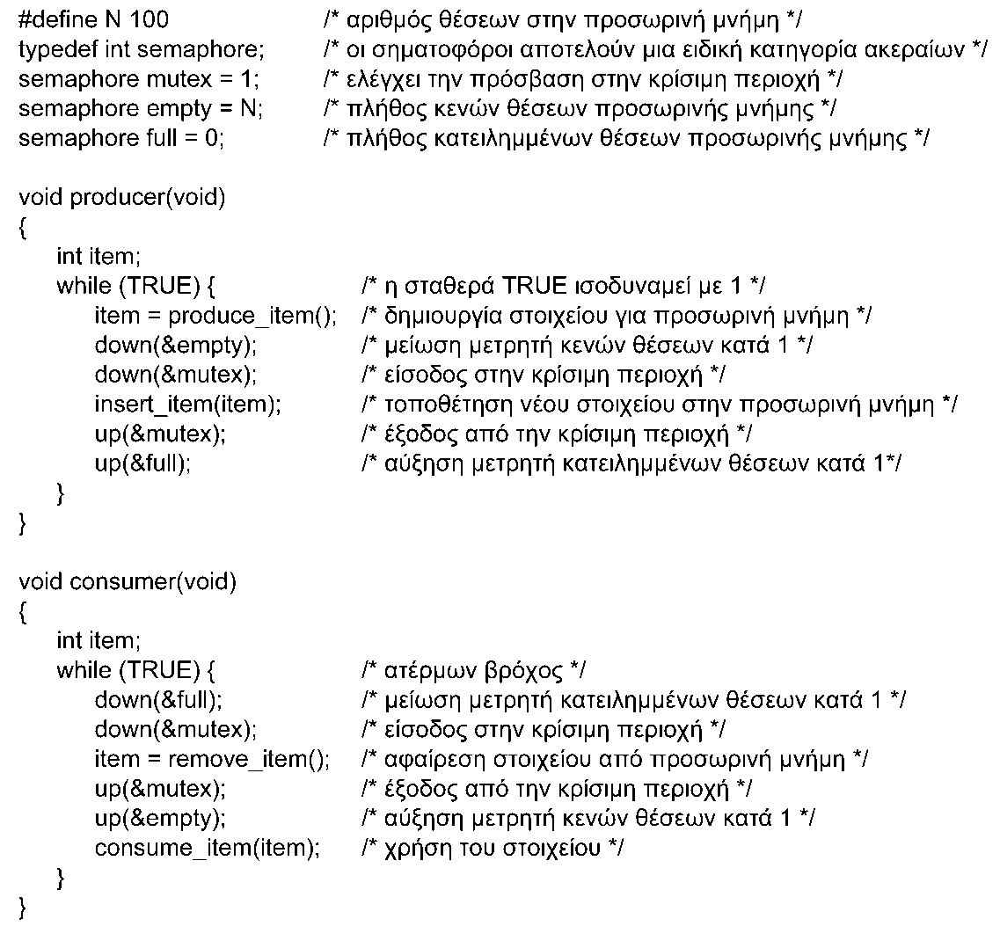 #define N 100 /* αριθμός θέσεων στην προσωρινή μνήμη */
typedef int semaphore; /* οι σηματοφόροι αποτελούν μια ειδική κατηγορία ακεραίων */
semaphore mutex = 1; /* ελέγχει την πρόσβαση στην κρίσιμη περιοχή */
semaphore empty = N; /* πλήθος κενών θέσεων προσωρινής μνήμης */
semaphore full = 0; /* πλήθος κατειλημμένων θέσεων προσωρινής μνήμης */
void producer(void)
{
int item;
while (TRUE) { /* η σταθερά TRUE ισοδυναμεί με 1 */
item = produce_item(); /* δημιουργία στοιχείου για προσωρινή μνήμη */
down(&empty); /* μείωση μετρητή κενών θέσεων κατά 1 */
down(&mutex); /* είσοδος στην κρίσιμη περιοχή */
insert_item(item); /* τοποθέτηση νέου στοιχείου στην προσωρινή μνήμη */
up(&mutex); /* έξοδος από την κρίσιμη περιοχή */
up(&full); /* αύξηση μετρητή κατειλημμένων θέσεων κατά 1*/
}
}
void consumer(void)
{
int item;
while (TRUE) { /* ατέρμων βρόχος */
down(&full); /* μείωση μετρητή κατειλημμένων θέσεων κατά 1 */
down(&mutex); /* είσοδος στην κρίσιμη περιοχή */
item = remove_item(); /* αφαίρεση στοιχείου από προσωρινή μνήμη */
up(&mutex); /* έξοδος από την κρίσιμη περιοχή */
up(&empty); /* αύξηση μετρητή κενών θέσεων κατά 1 */
consume_item(item); /* χρήση του στοιχείου */
}
}